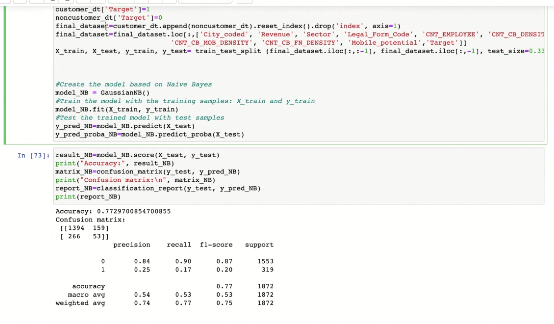 customer_dt['Target']=1
noncustomer_dt['Target']=0
final_dataset=customer_dt.append(noncustomer_dt).reset_index().drop('index', axis=1)
final_dataset=final_dataset.loc[:,['City_coded', 'Revenue', 'Sector', 'Legal_Form_Code', 'CNT_EMPLOYEE', 'CNT_CB_DENSIT
'CNT_CB_MOB_DENSITY', 'CNT_CB_FN_DENSITY', 'Mobile_potential','Target']]
X_train, X_test, y_train, y_test= train_test_split (final_dataset.iloc[:,:-1], final_dataset.iloc[:,-1], test_size=0.33
#Create the model based on Naive Bayes
model_NB = GaussianNB()
#Train the model with the training samples: X_train and y_train
model_NB.fit(X_train, y_train)
#Test the trained model with test samples
y_pred_NB=model_NB.predict(X_test)
y_pred_proba_NB=model_NB.predict_proba(X_test)
In [73]: result_NB=model_NB.score(X_test, y_test)
print("Accuracy:", result_NB)
matrix_NB=confusion_matrix(y_test, y_pred_NB)
print("Confusion matrix:\n", matrix_NB)
report_NB=classification_report(y_test, y_pred_NB)
print(report_NB)
Accuracy: 0.7729700854700855
Confusion matrix:
[[1394 159]
[ 266 53]]
precision recall f1-score support
0 0.84 0.90 0.87 1553
1 0.25 0.17 0.20 319
accuracy 0.77 1872
macro avg 0.54 0.53 0.53 1872
weighted avg 0.74 0.77 0.75 1872